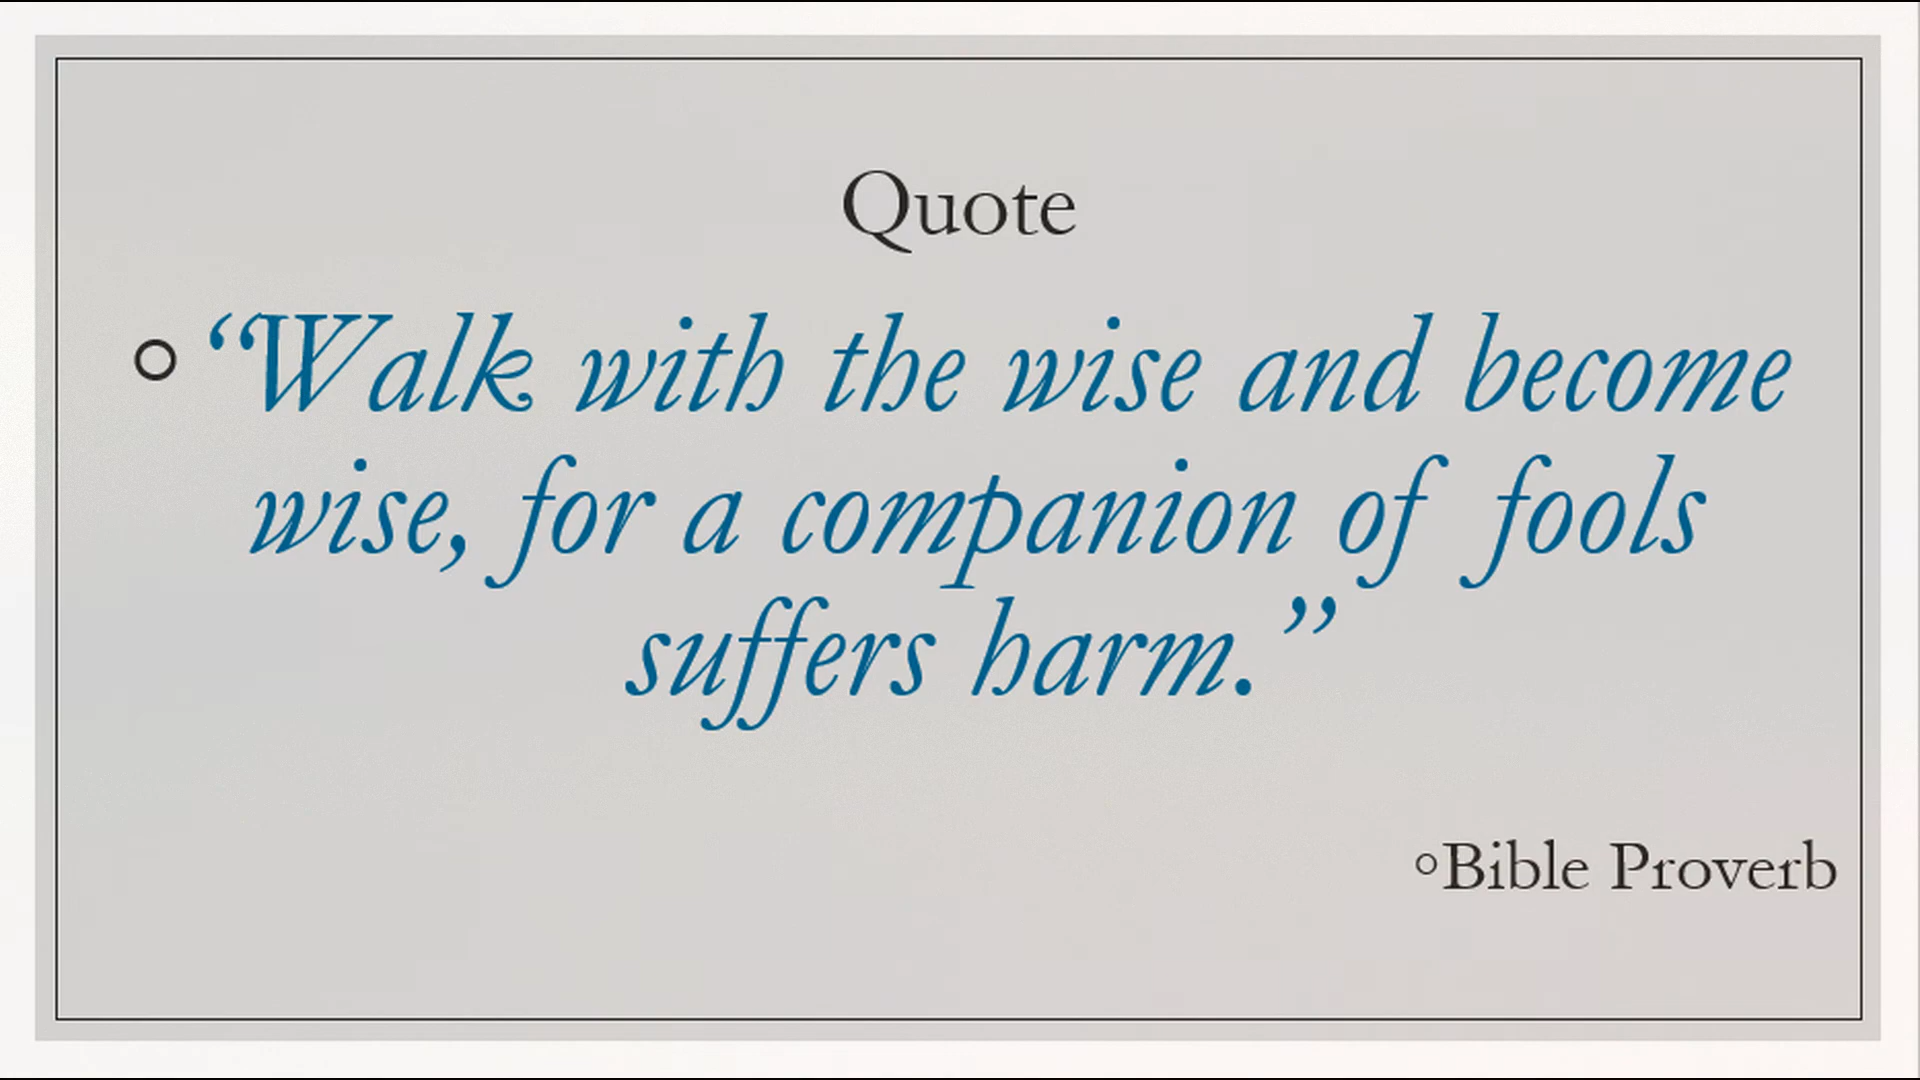 Quote
“Walk with the wise and become
wise, for a companion of fools
suffers harm.”
Bible Proverb